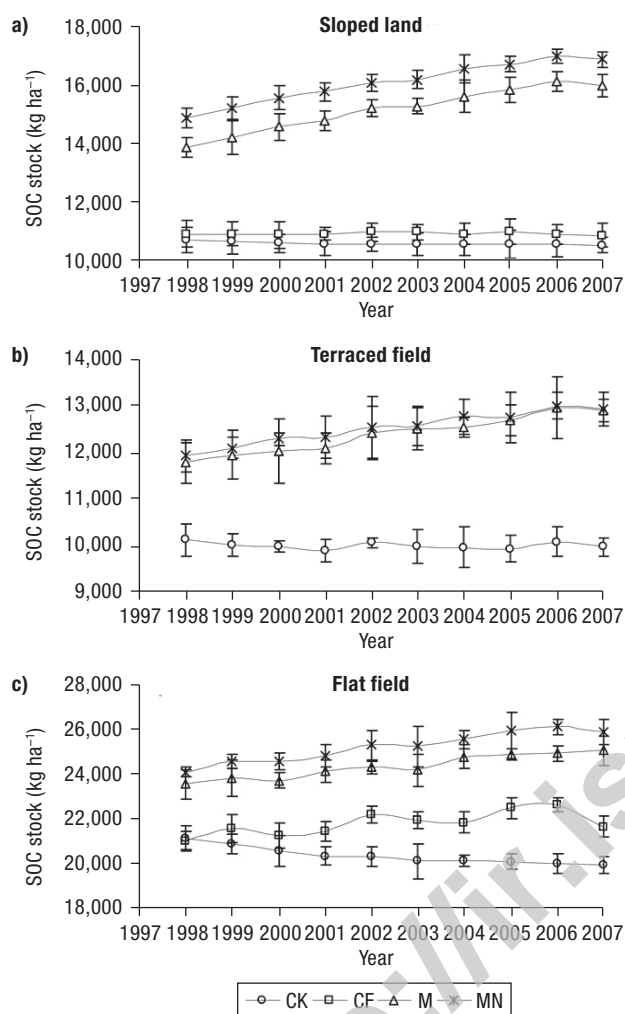 a) Sloped land
18,000
16,000
14,000
12,000
10,000
SOC stock (kg ha⁻¹)
1997 1998 1999 2000 2001 2002 2003 2004 2005 2006 2007
Year
b) Terraced field
14,000
13,000
12,000
11,000
10,000
9,000
SOC stock (kg ha⁻¹)
1997 1998 1999 2000 2001 2002 2003 2004 2005 2006 2007
Year
c) Flat field
28,000
26,000
24,000
22,000
20,000
18,000
SOC stock (kg ha⁻¹)
1997 1998 1999 2000 2001 2002 2003 2004 2005 2006 2007
Year
CK CF M MN
://ir.is